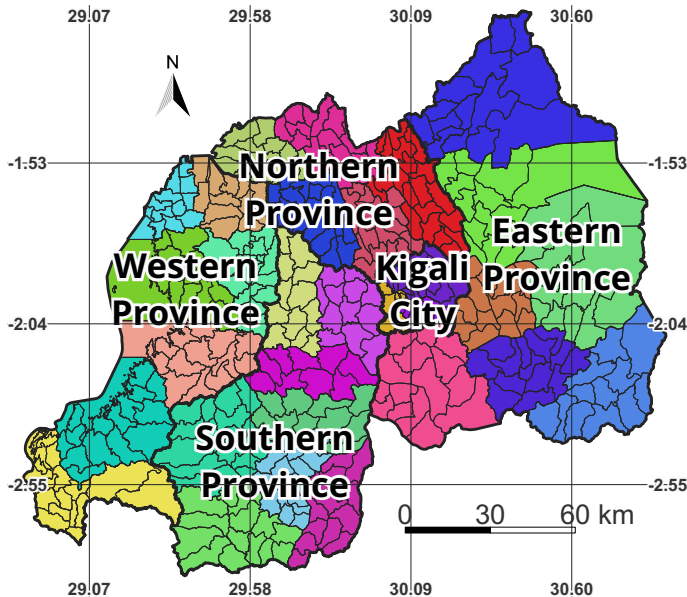 29:07 29:58 30:09 30:60
N
-1:53 -1:53
Northern
Province
Eastern
Province
Western
Province
Kigali
City
-2:04 -2:04
Southern
Province
-2:55 -2:55
0 30 60 km
29:07 29:58 30:09 30:60